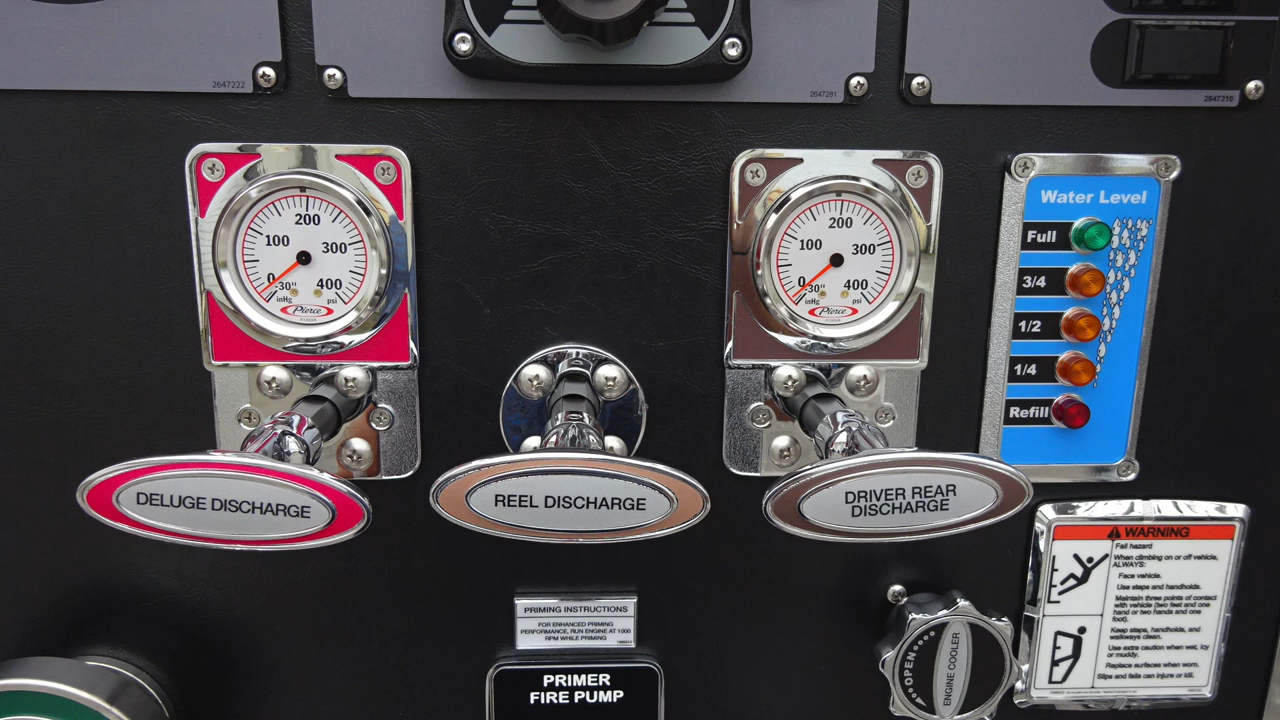 2647222
2647281
2647210
200
100
300
0
-30"
400
inHg
psi
Pierce
200
100
300
0
-30"
400
inHg
psi
Pierce
Water Level
Full
3/4
1/2
1/4
Refill
DELUGE DISCHARGE
REEL DISCHARGE
DRIVER REAR
DISCHARGE
PRIMING INSTRUCTIONS
FOR ENHANCED PRIMING
PERFORMANCE, RUN ENGINE AT 1000
RPM WHILE PRIMING
PRIMER
FIRE PUMP
OPEN
ENGINE COOLER
WARNING
Fall hazard
When climbing on or off vehicle,
ALWAYS:
Face vehicle.
Use steps and handholds.
Maintain three points of contact
with vehicle (two feet and one
hand or two hands and one
foot).
Keep steps, handholds, and
walkways clean.
Use extra caution when wet, icy
or muddy.
Replace surfaces when worn.
Slips and falls can injure or kill.